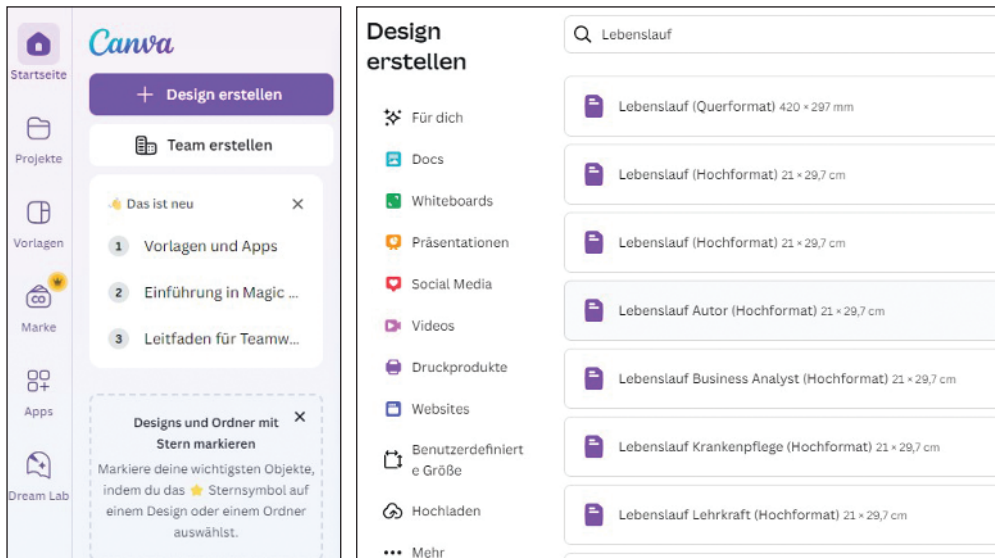 Startseite
Projekte
Vorlagen
CO
Marke
Apps
Dream Lab
Canva
+ Design erstellen
Team erstellen
Das ist neu
1 Vorlagen und Apps
2 Einführung in Magic ...
3 Leitfaden für Teamw...
Designs und Ordner mit
Stern markieren
Markiere deine wichtigsten Objekte,
indem du das ⭐ Sternsymbol auf
einem Design oder einem Ordner
auswählst.
Design
erstellen
Für dich
Docs
Whiteboards
Präsentationen
Social Media
Videos
Druckprodukte
Websites
Benutzerdefiniert
e Größe
Hochladen
Mehr
Lebenslauf
Lebenslauf (Querformat) 420 × 297 mm
Lebenslauf (Hochformat) 21 × 29,7 cm
Lebenslauf (Hochformat) 21 × 29,7 cm
Lebenslauf Autor (Hochformat) 21 × 29,7 cm
Lebenslauf Business Analyst (Hochformat) 21 × 29,7 cm
Lebenslauf Krankenpflege (Hochformat) 21 × 29,7 cm
Lebenslauf Lehrkraft (Hochformat) 21 × 29,7 cm